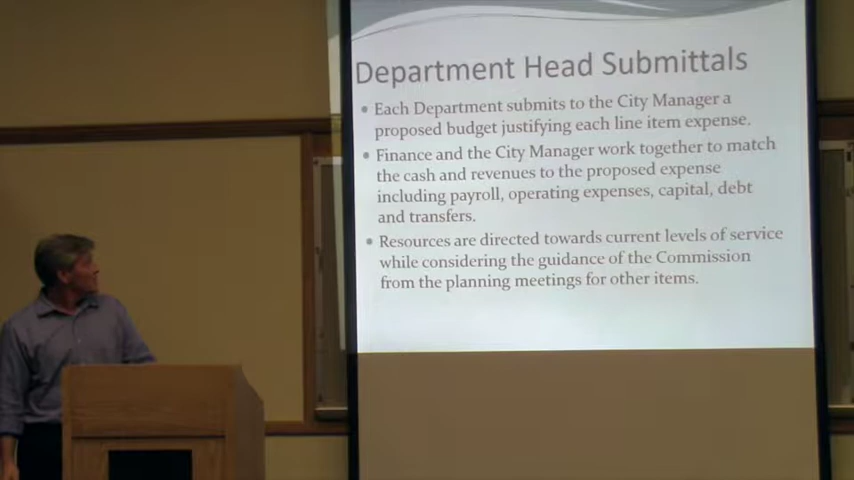 Department Head Submittals
• Each Department submits to the City Manager a
proposed budget justifying each line item expense.
• Finance and the City Manager work together to match
the cash and revenues to the proposed expense
including payroll, operating expenses, capital, debt
and transfers.
• Resources are directed towards current levels of service
while considering the guidance of the Commission
from the planning meetings for other items.